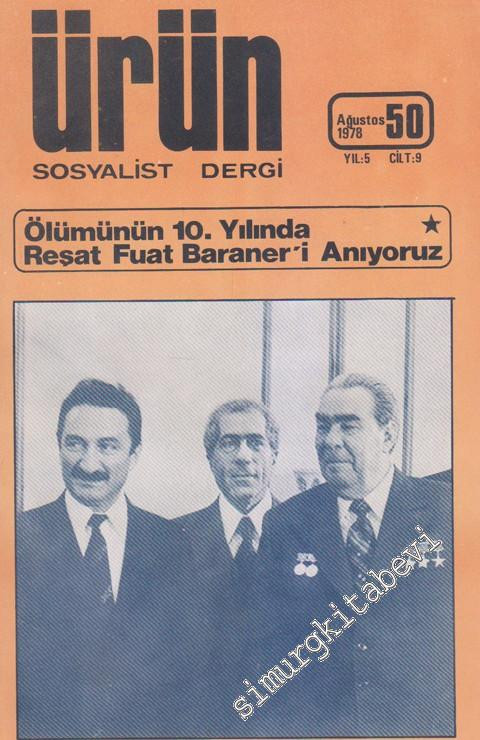 ürün
SOSYALİST DERGİ
Ağustos 50
1978
YIL:5 CİLT:9
Ölümünün 10. Yılında
Reşat Fuat Baraner'i Anıyoruz
simurgkitabevi